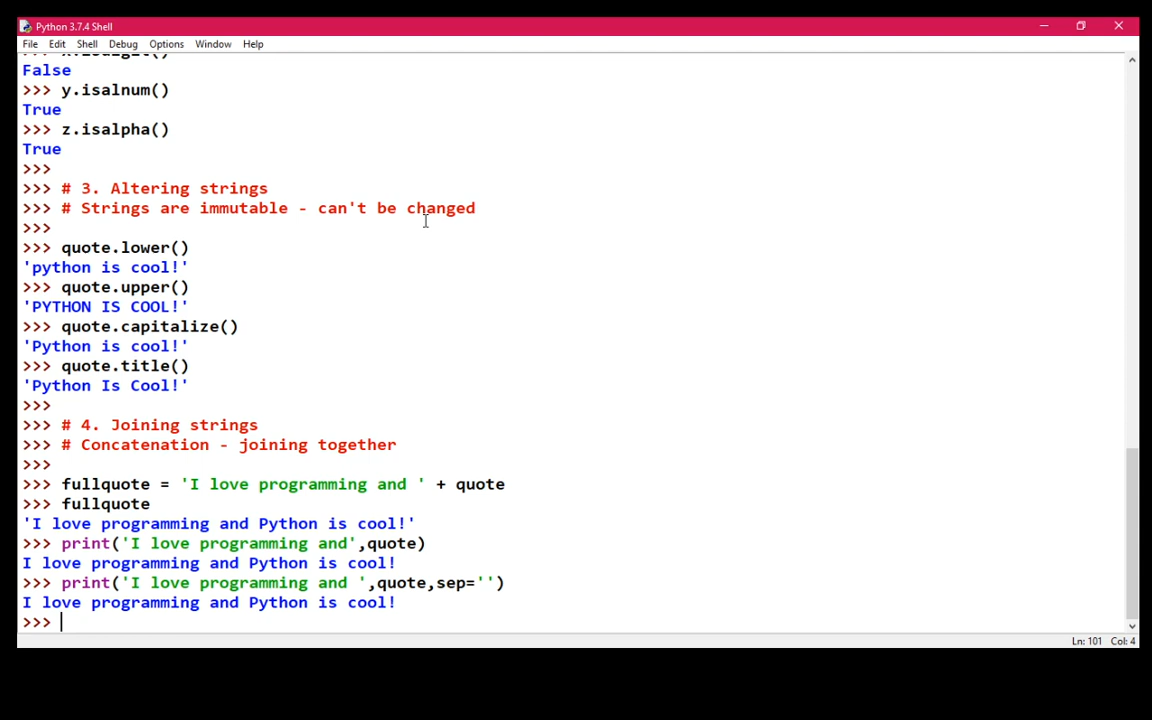 Python 3.7.4 Shell
File Edit Shell Debug Options Window Help
False
>>> y.isalnum()
True
>>> z.isalpha()
True
>>>
>>> # 3. Altering strings
>>> # Strings are immutable - can't be changed
>>>
>>> quote.lower()
'python is cool!'
>>> quote.upper()
'PYTHON IS COOL!'
>>> quote.capitalize()
'Python is cool!'
>>> quote.title()
'Python Is Cool!'
>>>
>>> # 4. Joining strings
>>> # Concatenation - joining together
>>>
>>> fullquote = 'I love programming and ' + quote
>>> fullquote
'I love programming and Python is cool!'
>>> print('I love programming and',quote)
I love programming and Python is cool!
>>> print('I love programming and ',quote,sep='')
I love programming and Python is cool!
>>>
Ln: 101 Col: 4